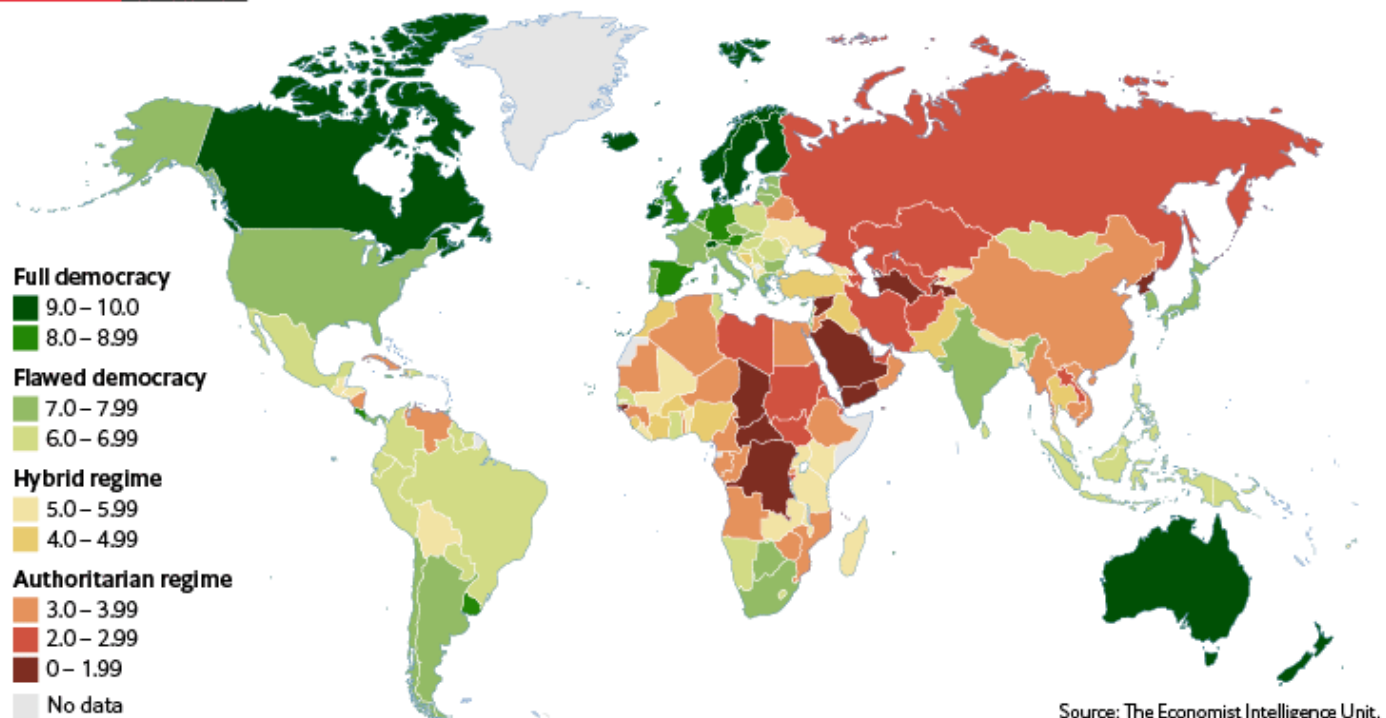 Full democracy
9.0 – 10.0
8.0 – 8.99
Flawed democracy
7.0 – 7.99
6.0 – 6.99
Hybrid regime
5.0 – 5.99
4.0 – 4.99
Authoritarian regime
3.0 – 3.99
2.0 – 2.99
0 – 1.99
No data
Source: The Economist Intelligence Unit.